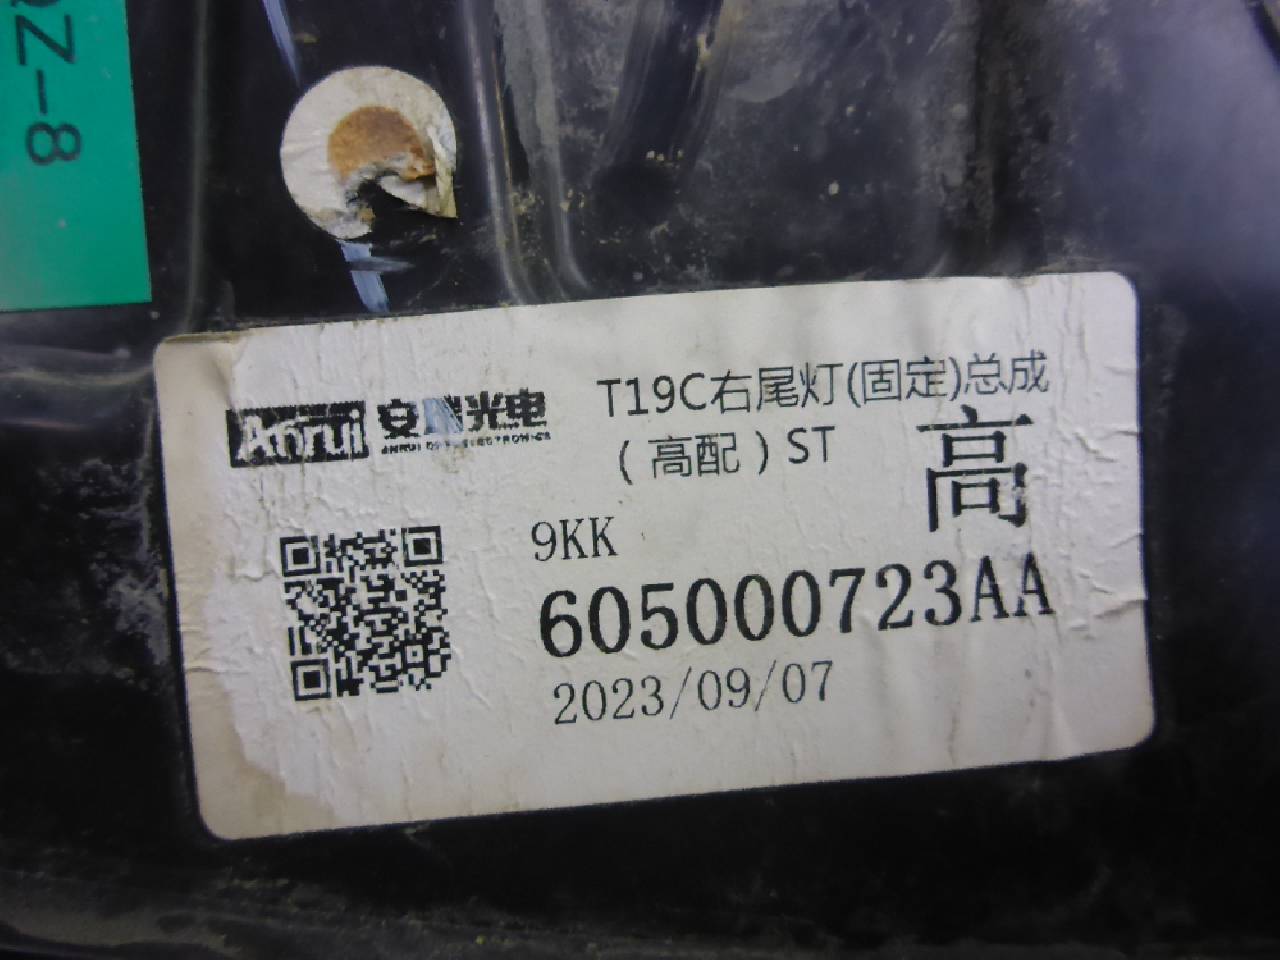 QZ-8
Anrui 安瑞光电
T19C右尾灯(固定)总成
(高配)ST
高
9KK
605000723AA
2023/09/07